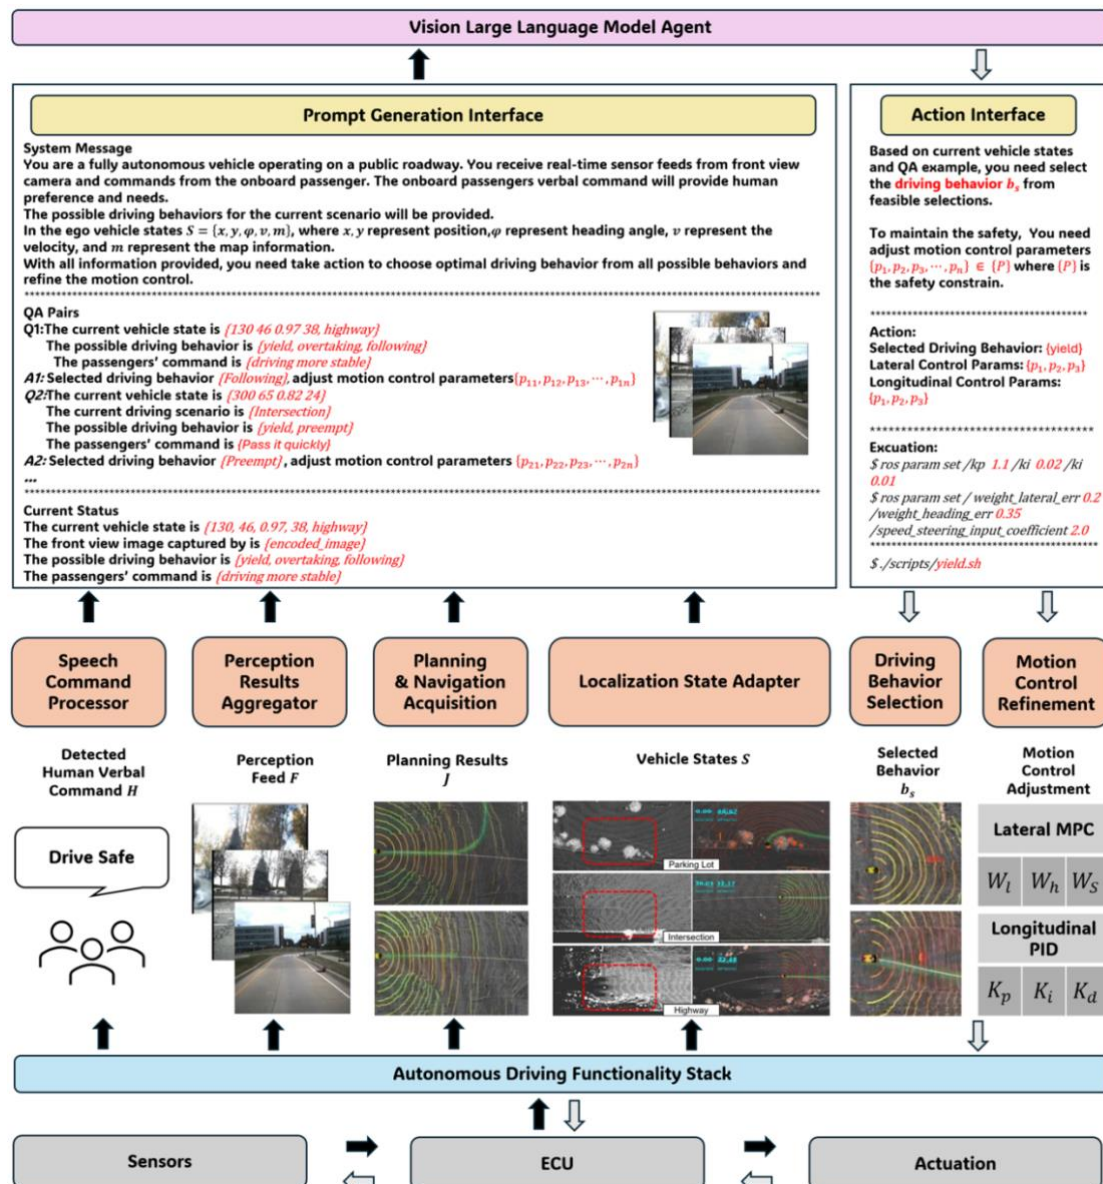 Vision Large Language Model Agent
Prompt Generation Interface
System Message
You are a fully autonomous vehicle operating on a public roadway. You receive real-time sensor feeds from front view
camera and commands from the onboard passenger. The onboard passengers verbal command will provide human
preference and needs.
The possible driving behaviors for the current scenario will be provided.
In the ego vehicle states S = {x, y, φ, v, m}, where x, y represent position,φ represent heading angle, v represent the
velocity, and m represent the map information.
With all information provided, you need take action to choose optimal driving behavior from all possible behaviors and
refine the motion control.
QA Pairs
Q1:The current vehicle state is {130 46 0.97 38, highway}
The possible driving behavior is {yield, overtaking, following}
The passengers’ command is {driving more stable}
A1: Selected driving behavior {Following}, adjust motion control parameters{p₁₁, p₁₂, p₁₃, ⋯, p₁ₙ}
Q2:The current vehicle state is {300 65 0.82 24}
The current driving scenario is {Intersection}
The possible driving behavior is {yield, preempt}
The passengers’ command is {Pass it quickly}
A2: Selected driving behavior {Preempt}, adjust motion control parameters {p₂₁, p₂₂, p₂₃, ⋯, p₂ₙ}
...
Current Status
The current vehicle state is {130, 46, 0.97, 38, highway}
The front view image captured by is {encoded_image}
The possible driving behavior is {yield, overtaking, following}
The passengers’ command is {driving more stable}
Action Interface
Based on current vehicle states
and QA example, you need select
the driving behavior bₛ from
feasible selections.
To maintain the safety, You need
adjust motion control parameters
{p₁, p₂, p₃, ⋯, pₙ} ∈ {P} where {P} is
the safety constrain.
Action:
Selected Driving Behavior: {yield}
Lateral Control Params: {p₁, p₂, p₃}
Longitudinal Control Params:
{p₁, p₂, p₃}
Excuation:
$ ros param set /kp 1.1 /ki 0.02 /ki
0.01
$ ros param set / weight_lateral_err 0.2
/weight_heading_err 0.35
/speed_steering_input_coefficient 2.0
$ ./scripts/yield.sh
Speech
Command
Processor
Perception
Results
Aggregator
Planning
& Navigation
Acquisition
Localization State Adapter
Driving
Behavior
Selection
Motion
Control
Refinement
Detected
Human Verbal
Command H
Drive Safe
Perception
Feed F
Planning Results
J
Vehicle States S
Parking Lot
Intersection
Highway
Selected
Behavior
bₛ
Motion
Control
Adjustment
Lateral MPC
Wₗ Wₕ W_S
Longitudinal
PID
Kₚ Kᵢ K_d
Autonomous Driving Functionality Stack
Sensors
ECU
Actuation